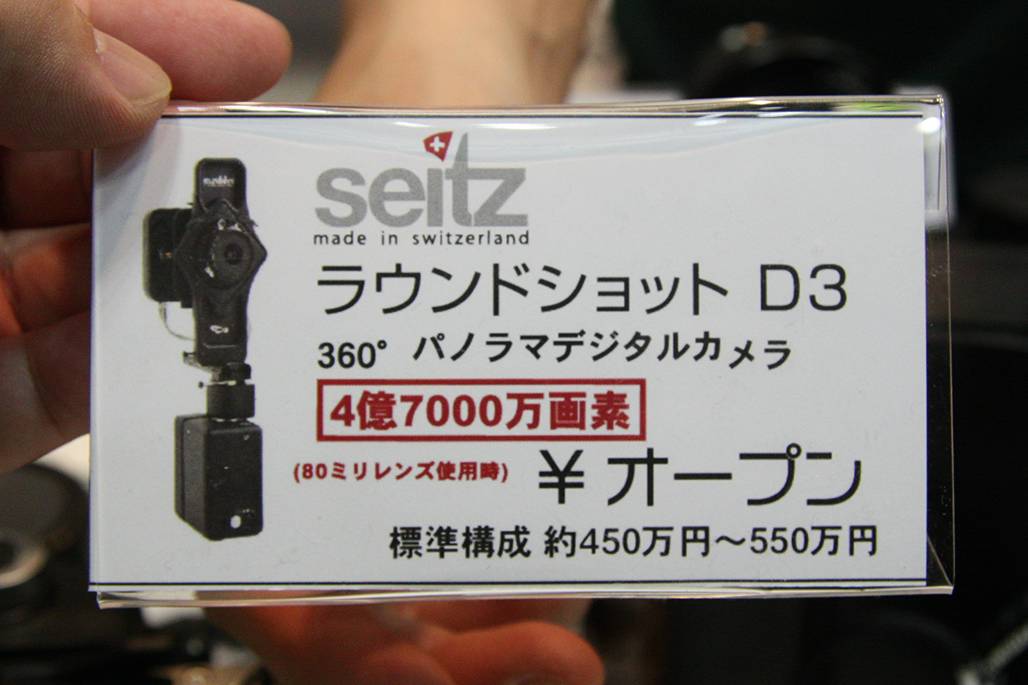 seitz
made in switzerland
ラウンドショット D3
360° パノラマデジタルカメラ
4億7000万画素
(80ミリレンズ使用時) ¥オープン
標準構成 約450万円～550万円